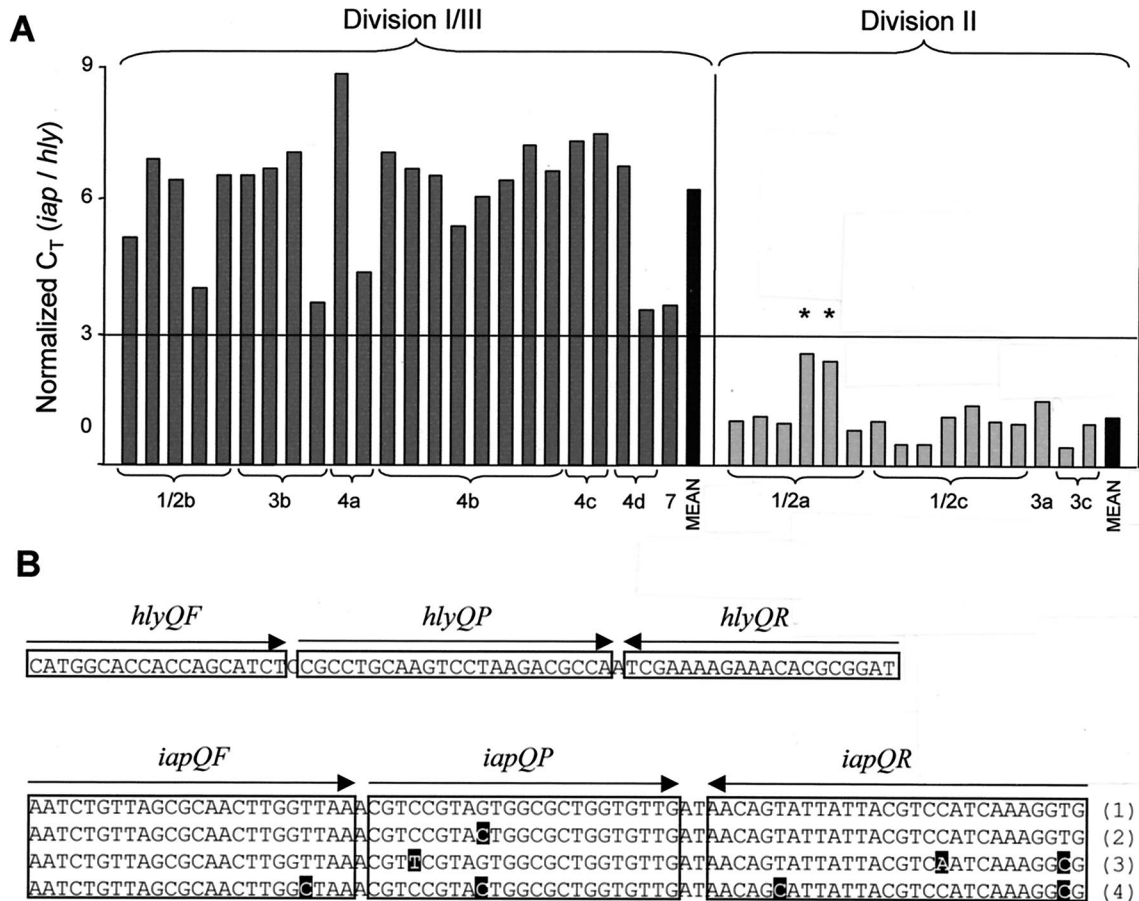 A
Division I/III
Division II
Normalized C_T (iap / hly)
9
6
3
0
* *
1/2b
3b
4a
4b
4c
4d
7
MEAN
1/2a
1/2c
3a
3c
MEAN
B
hlyQF hlyQP hlyQR
CATGGCACCACCAGCATCTCCGCCTGCAAGTCCTAAGACGCCAATCGAAAAGAAACACGCGGAT
iapQF iapQP iapQR
AATCTGTTAGCGCAACTTGGTTAAACGTCCGTAGTGGCGCTGGTGTTGATAACAGTATTATTACGTCCATCAAAGGTG (1)
AATCTGTTAGCGCAACTTGGTTAAACGTCCGTACTGGCGCTGGTGTTGATAACAGTATTATTACGTCCATCAAAGGTG (2)
AATCTGTTAGCGCAACTTGGTTAAACGTTCGTAGTGGCGCTGGTGTTGATAACAGTATTATTACGTCAATCAAAGGCG (3)
AATCTGTTAGCGCAACTTGGCTAAACGTCCGTACTGGCGCTGGTGTTGATAACAGCATTATTACGTCCATCAAAGGCG (4)